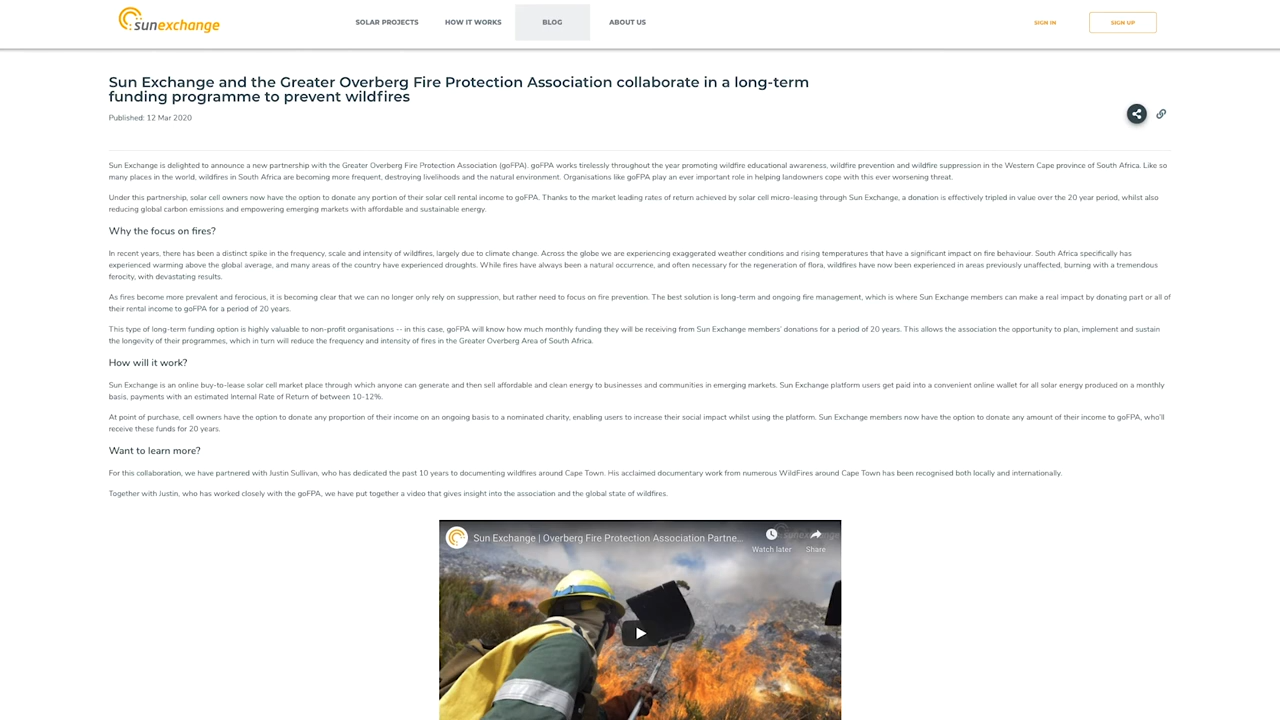 sunexchange
SOLAR PROJECTS
HOW IT WORKS
BLOG
ABOUT US
SIGN IN
SIGN UP
Sun Exchange and the Greater Overberg Fire Protection Association collaborate in a long-term
funding programme to prevent wildfires
Published: 12 Mar 2020
Sun Exchange is delighted to announce a new partnership with the Greater Overberg Fire Protection Association (goFPA). goFPA works tirelessly throughout the year promoting wildfire educational awareness, wildfire prevention and wildfire suppression in the Western Cape province of South Africa. Like so
many places in the world, wildfires in South Africa are becoming more frequent, destroying livelihoods and the natural environment. Organisations like goFPA play an ever important role in helping landowners cope with this ever worsening threat.
Under this partnership, solar cell owners now have the option to donate any portion of their solar cell rental income to goFPA. Thanks to the market leading rates of return achieved by solar cell micro-leasing through Sun Exchange, a donation is effectively tripled in value over the 20 year period, whilst also
reducing global carbon emissions and empowering emerging markets with affordable and sustainable energy.
Why the focus on fires?
In recent years, there has been a distinct spike in the frequency, scale and intensity of wildfires, largely due to climate change. Across the globe we are experiencing exaggerated weather conditions and rising temperatures that have a significant impact on fire behaviour. South Africa specifically has
experienced warming above the global average, and many areas of the country have experienced droughts. While fires have always been a natural occurrence, and often necessary for the regeneration of flora, wildfires have now been experienced in areas previously unaffected, burning with a tremendous
ferocity, with devastating results.
As fires become more prevalent and ferocious, it is becoming clear that we can no longer only rely on suppression, but rather need to focus on fire prevention. The best solution is long-term and ongoing fire management, which is where Sun Exchange members can make a real impact by donating part or all of
their rental income to goFPA for a period of 20 years.
This type of long-term funding option is highly valuable to non-profit organisations -- in this case, goFPA will know how much monthly funding they will be receiving from Sun Exchange members' donations for a period of 20 years. This allows the association the opportunity to plan, implement and sustain
the longevity of their programmes, which in turn will reduce the frequency and intensity of fires in the Greater Overberg Area of South Africa.
How will it work?
Sun Exchange is an online buy-to-lease solar cell market place through which anyone can generate and then sell affordable and clean energy to businesses and communities in emerging markets. Sun Exchange platform users get paid into a convenient online wallet for all solar energy produced on a monthly
basis, payments with an estimated Internal Rate of Return of between 10-12%.
At point of purchase, cell owners have the option to donate any proportion of their income on an ongoing basis to a nominated charity, enabling users to increase their social impact whilst using the platform. Sun Exchange members now have the option to donate any amount of their income to goFPA, who'll
receive these funds for 20 years.
Want to learn more?
For this collaboration, we have partnered with Justin Sullivan, who has dedicated the past 10 years to documenting wildfires around Cape Town. His acclaimed documentary work from numerous WildFires around Cape Town has been recognised both locally and internationally.
Together with Justin, who has worked closely with the goFPA, we have put together a video that gives insight into the association and the global state of wildfires.
Sun Exchange | Overberg Fire Protection Association Partne...
Watch later
Share